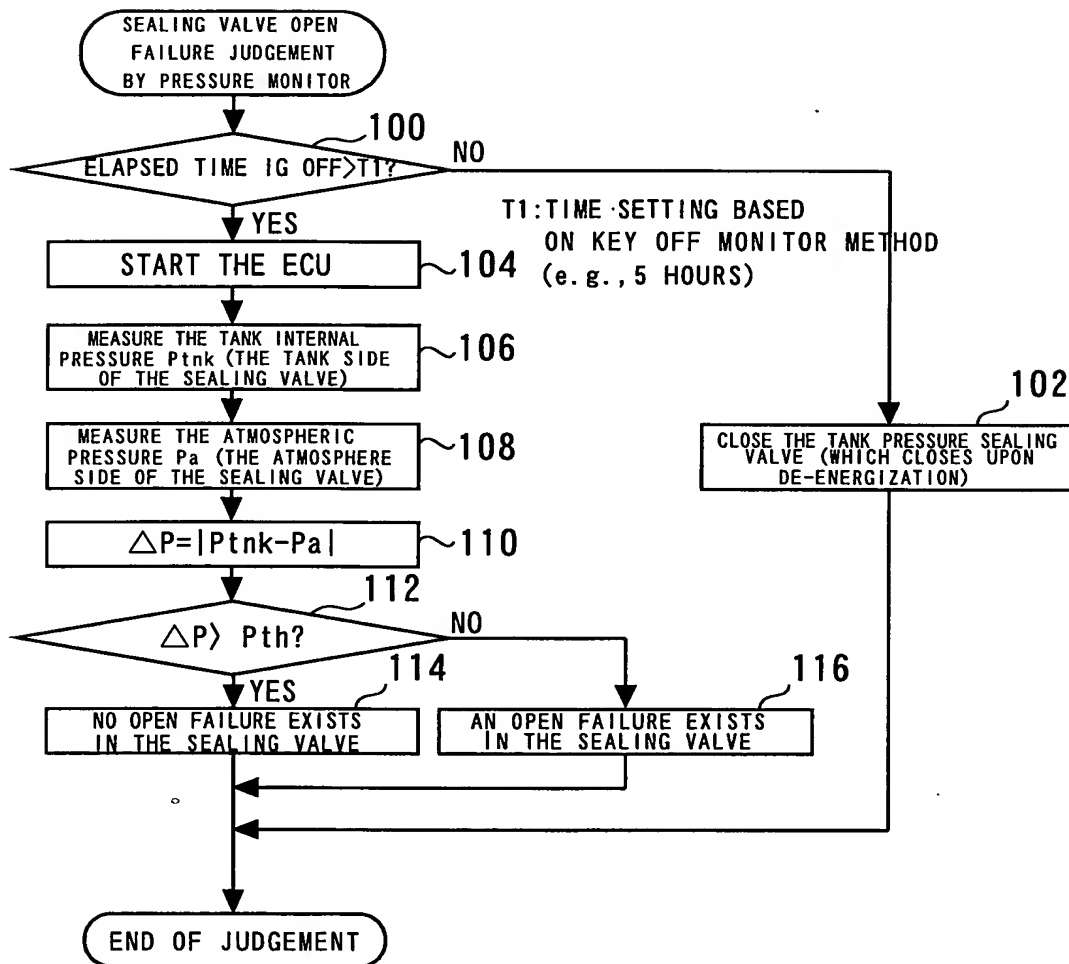 SEALING VALVE OPEN
FAILURE JUDGEMENT
BY PRESSURE MONITOR
100
ELAPSED TIME IG OFF>T1?
NO
YES
T1:TIME SETTING BASED
ON KEY OFF MONITOR METHOD
(e.g.,5 HOURS)
START THE ECU
104
MEASURE THE TANK INTERNAL
PRESSURE Ptnk (THE TANK SIDE
OF THE SEALING VALVE)
106
102
MEASURE THE ATMOSPHERIC
PRESSURE Pa (THE ATMOSPHERE
SIDE OF THE SEALING VALVE)
108
CLOSE THE TANK PRESSURE SEALING
VALVE (WHICH CLOSES UPON
DE-ENERGIZATION)
△P=|Ptnk-Pa|
110
112
△P> Pth?
NO
YES
114
116
NO OPEN FAILURE EXISTS
IN THE SEALING VALVE
AN OPEN FAILURE EXISTS
IN THE SEALING VALVE
END OF JUDGEMENT